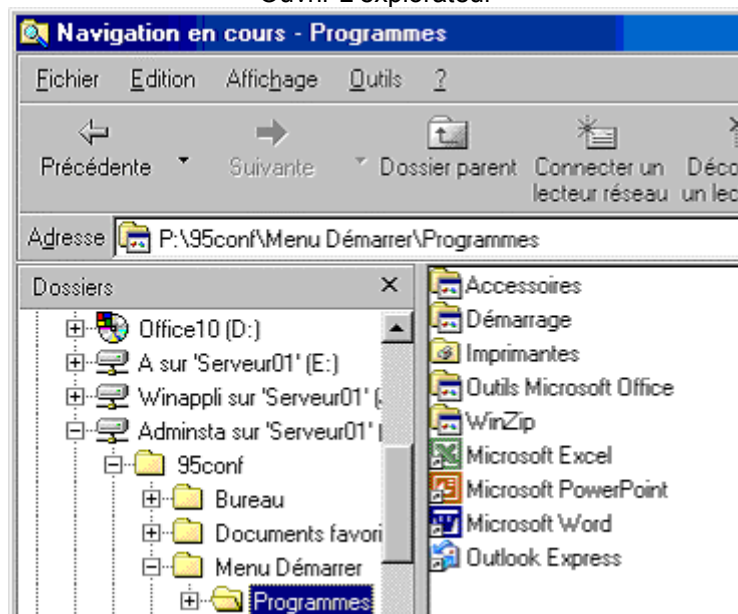 Navigation en cours - Programmes
Fichier Edition Affichage Outils ?
Précédente Suivante Dossier parent Connecter un lecteur réseau
Adresse P:\95conf\Menu Démarrer\Programmes
Dossiers
Office10 (D:)
A sur 'Serveur01' (E:)
Winappli sur 'Serveur01' (
Adminsta sur 'Serveur01'
95conf
Bureau
Documents favori
Menu Démarrer
Programmes
Accessoires
Démarrage
Imprimantes
Outils Microsoft Office
WinZip
Microsoft Excel
Microsoft PowerPoint
Microsoft Word
Outlook Express